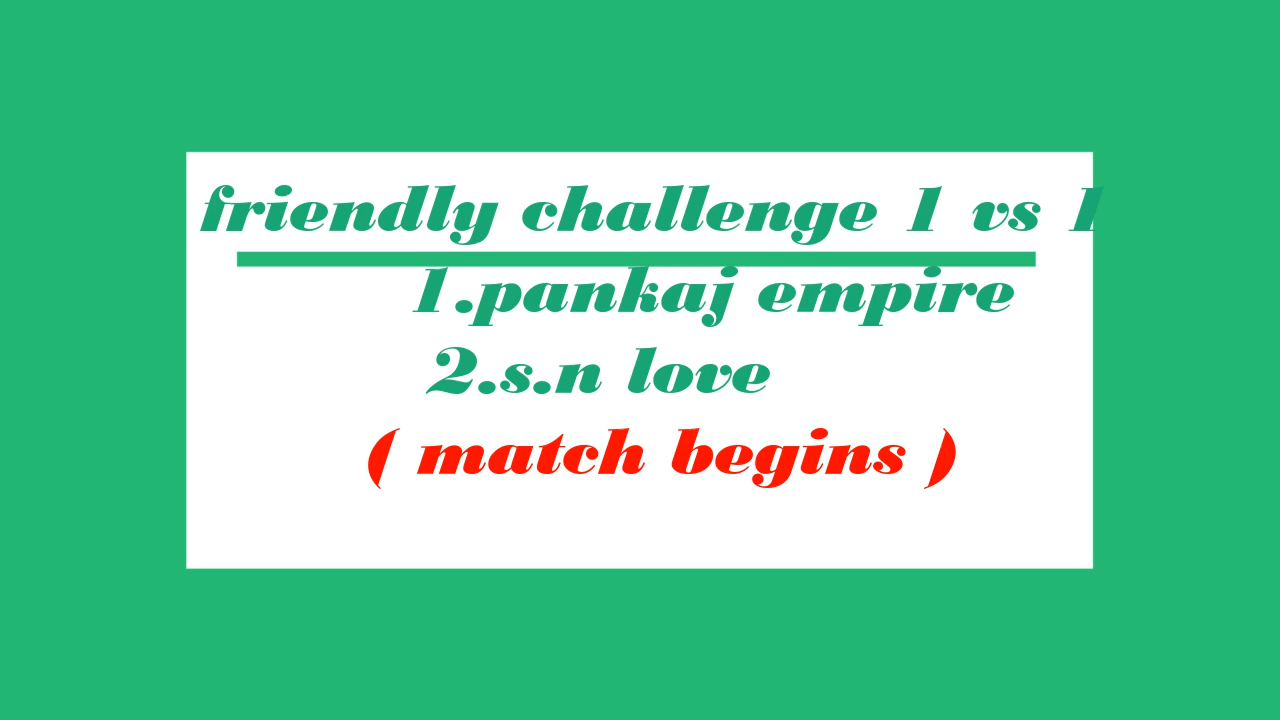 friendly challenge 1 vs 1
1.pankaj empire
2.s.n love
( match begins )